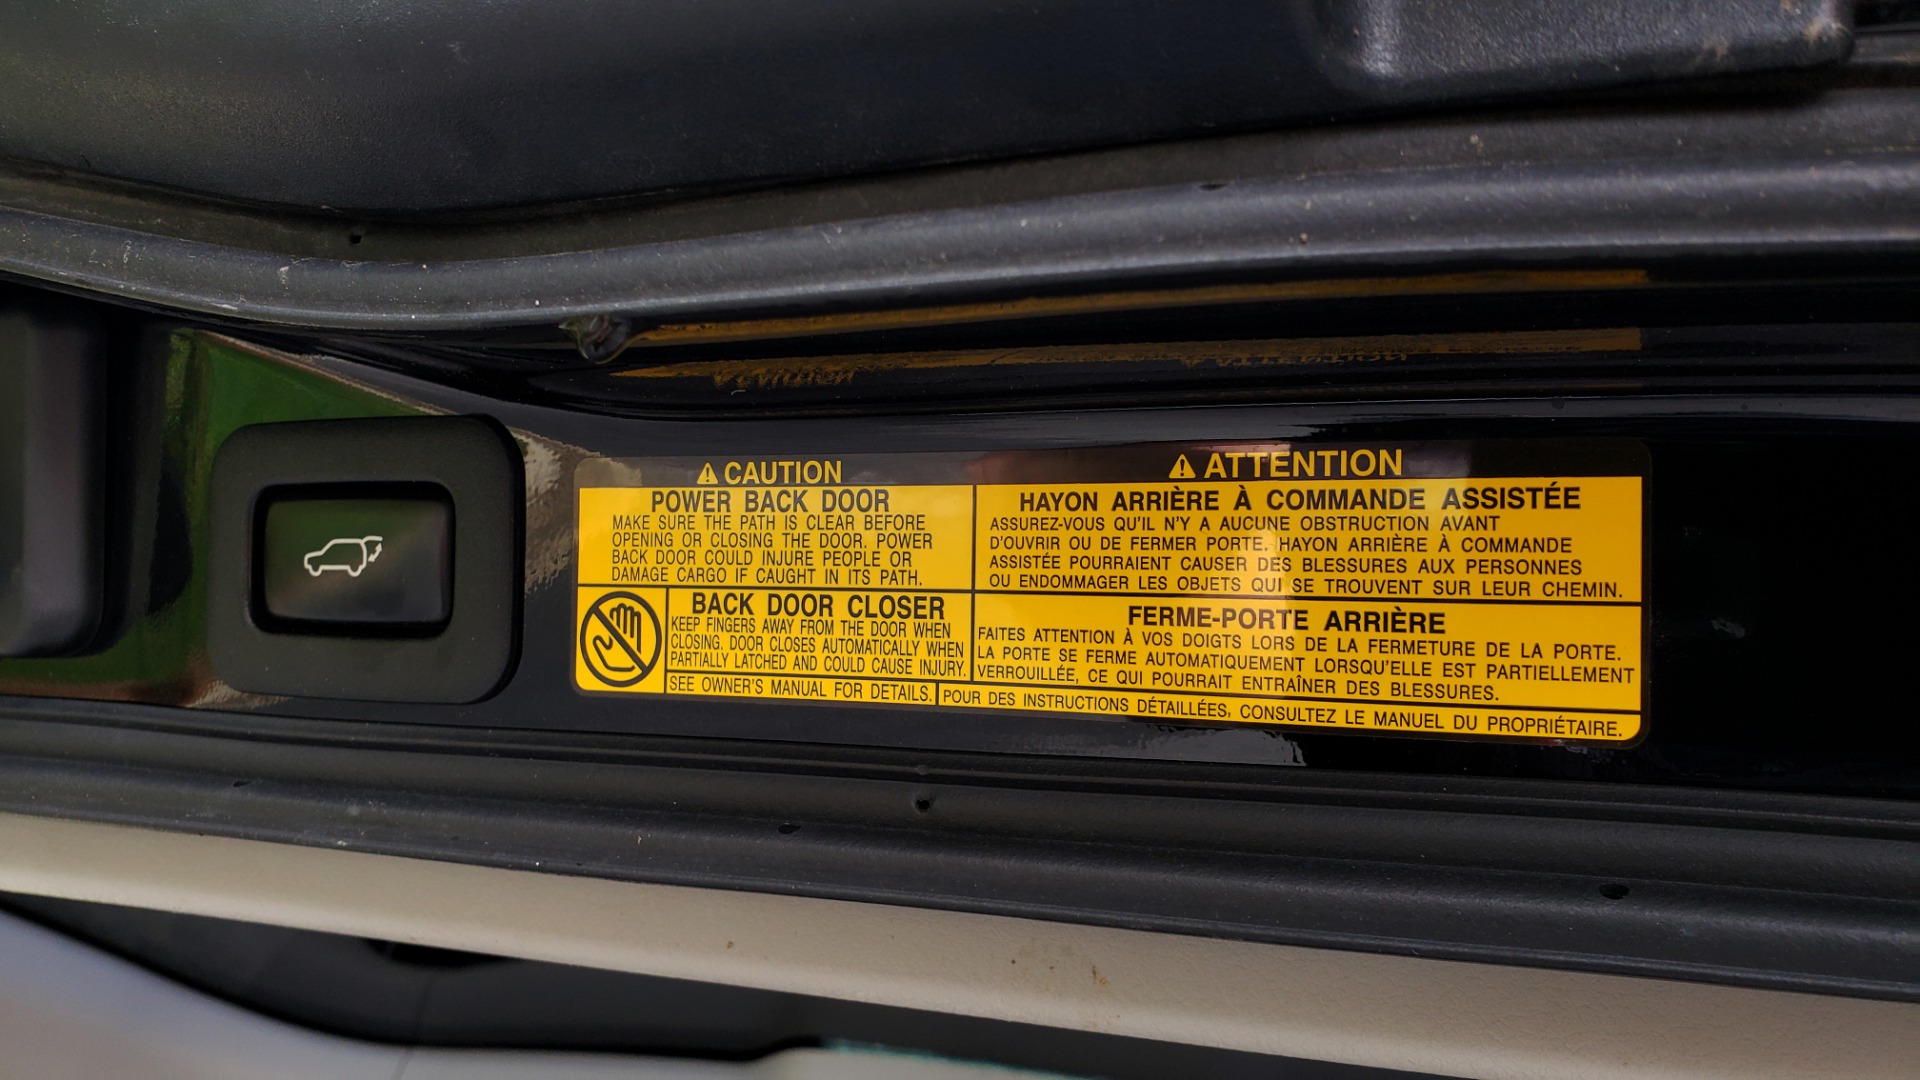 CAUTION
POWER BACK DOOR
MAKE SURE THE PATH IS CLEAR BEFORE
OPENING OR CLOSING THE DOOR. POWER
BACK DOOR COULD INJURE PEOPLE OR
DAMAGE CARGO IF CAUGHT IN ITS PATH.
BACK DOOR CLOSER
KEEP FINGERS AWAY FROM THE DOOR WHEN
CLOSING. DOOR CLOSES AUTOMATICALLY WHEN
PARTIALLY LATCHED AND COULD CAUSE INJURY.
SEE OWNER'S MANUAL FOR DETAILS.
ATTENTION
HAYON ARRIÈRE À COMMANDE ASSISTÉE
ASSUREZ-VOUS QU'IL N'Y A AUCUNE OBSTRUCTION AVANT
D'OUVRIR OU DE FERMER PORTE. HAYON ARRIÈRE À COMMANDE
ASSISTÉE POURRAIENT CAUSER DES BLESSURES AUX PERSONNES
OU ENDOMMAGER LES OBJETS QUI SE TROUVENT SUR LEUR CHEMIN.
FERME-PORTE ARRIÈRE
FAITES ATTENTION À VOS DOIGTS LORS DE LA FERMETURE DE LA PORTE.
LA PORTE SE FERME AUTOMATIQUEMENT LORSQU'ELLE EST PARTIELLEMENT
VERROUILLÉE, CE QUI POURRAIT ENTRAÎNER DES BLESSURES.
POUR DES INSTRUCTIONS DÉTAILLÉES, CONSULTEZ LE MANUEL DU PROPRIÉTAIRE.